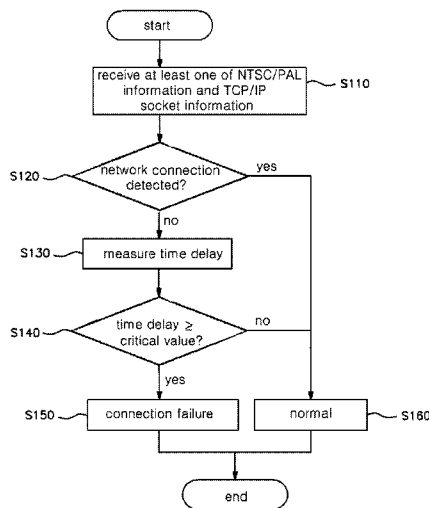 start
receive at least one of NTSC/PAL
information and TCP/IP
socket information
S110
network connection
detected?
S120
yes
no
measure time delay
S130
time delay ≥
critical value?
S140
no
yes
connection failure
S150
normal
S160
end